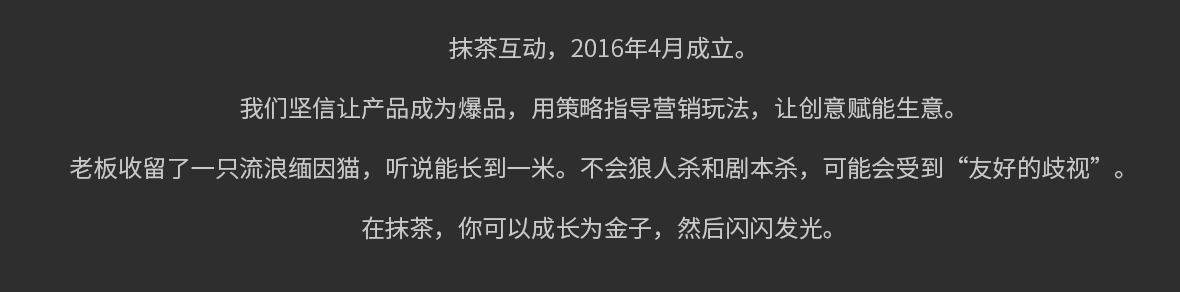 抹茶互动，2016年4月成立。
我们坚信让产品成为爆品，用策略指导营销玩法，让创意赋能生意。
老板收留了一只流浪缅因猫，听说能长到一米。不会狼人杀和剧本杀，可能会受到“友好的歧视”。
在抹茶，你可以成长为金子，然后闪闪发光。